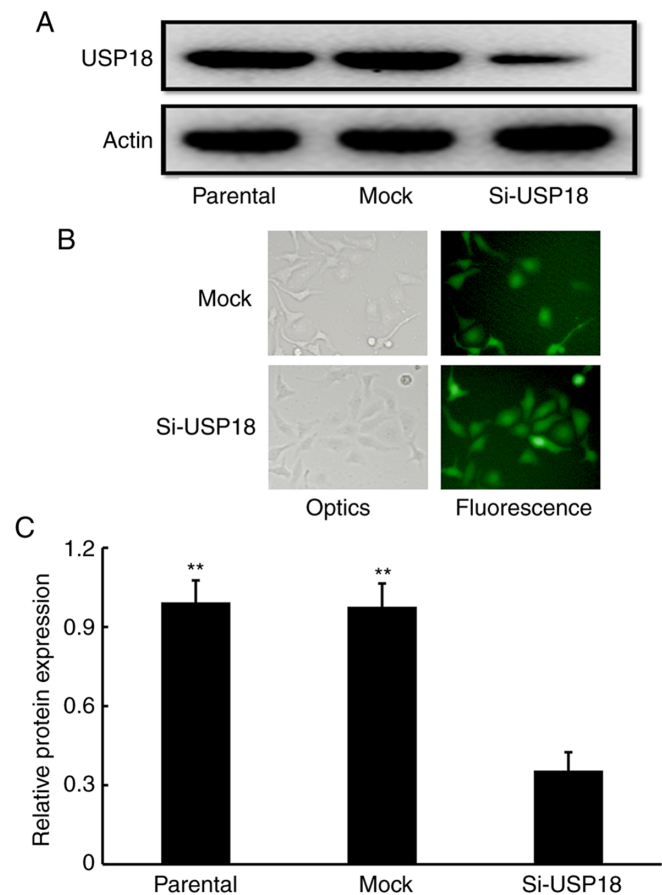 A
USP18
Actin
Parental Mock Si-USP18
B
Mock
Si-USP18
Optics Fluorescence
C
Relative protein expression
1.2
0.9
0.6
0.3
0
**
**
Parental Mock Si-USP18